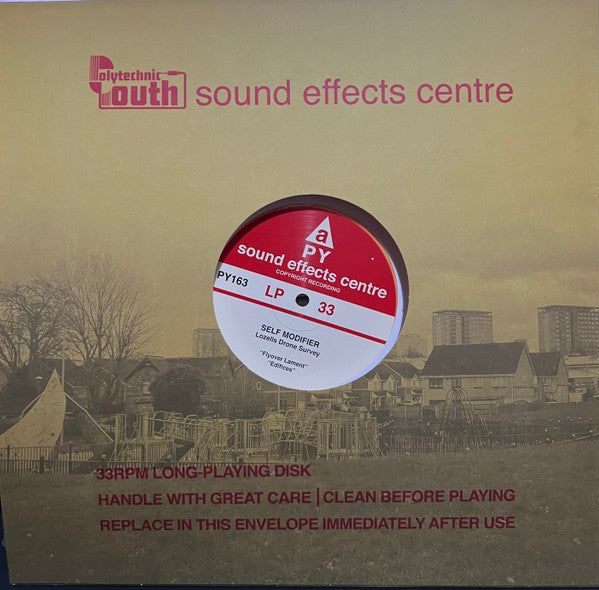 Polytechnic
Youth sound effects centre
a
PY
sound effects centre
COPYRIGHT RECORDING
PY163
LP 33
SELF MODIFIER
Lozells Drone Survey
"Flyover Lament"
"Edifices"
33RPM LONG-PLAYING DISK
HANDLE WITH GREAT CARE | CLEAN BEFORE PLAYING
REPLACE IN THIS ENVELOPE IMMEDIATELY AFTER USE